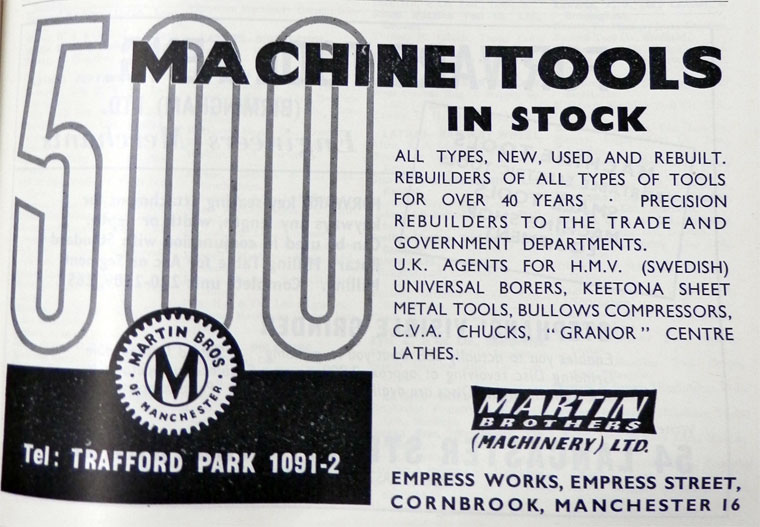 500
MACHINE TOOLS
IN STOCK
ALL TYPES, NEW, USED AND REBUILT.
REBUILDERS OF ALL TYPES OF TOOLS
FOR OVER 40 YEARS · PRECISION
REBUILDERS TO THE TRADE AND
GOVERNMENT DEPARTMENTS.
U.K. AGENTS FOR H.M.V. (SWEDISH)
UNIVERSAL BORERS, KEETONA SHEET
METAL TOOLS, BULLOWS COMPRESSORS,
C.V.A. CHUCKS, "GRANOR" CENTRE
LATHES.
MARTIN BROS
M
OF MANCHESTER
Tel: TRAFFORD PARK 1091-2
MARTIN
BROTHERS
(MACHINERY) LTD.
EMPRESS WORKS, EMPRESS STREET,
CORNBROOK, MANCHESTER 16